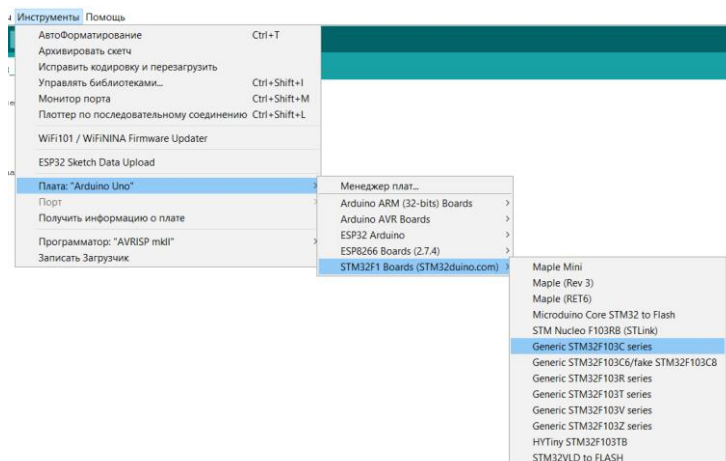 Инструменты Помощь
АвтоФорматирование Ctrl+T
Архивировать скетч
Исправить кодировку и перезагрузить
Управлять библиотеками... Ctrl+Shift+I
Монитор порта Ctrl+Shift+M
Плоттер по последовательному соединению Ctrl+Shift+L
WiFi101 / WiFiNINA Firmware Updater
ESP32 Sketch Data Upload
Плата: "Arduino Uno"
Порт
Получить информацию о плате
Программатор: "AVRISP mkII"
Записать Загрузчик
Менеджер плат...
Arduino ARM (32-bits) Boards
Arduino AVR Boards
ESP32 Arduino
ESP8266 Boards (2.7.4)
STM32F1 Boards (STM32duino.com)
Maple Mini
Maple (Rev 3)
Maple (RET6)
Microduino Core STM32 to Flash
STM Nucleo F103RB (STLink)
Generic STM32F103C series
Generic STM32F103C6/fake STM32F103C8
Generic STM32F103R series
Generic STM32F103T series
Generic STM32F103V series
Generic STM32F103Z series
HYTiny STM32F103TB
STM32VLD to FLASH